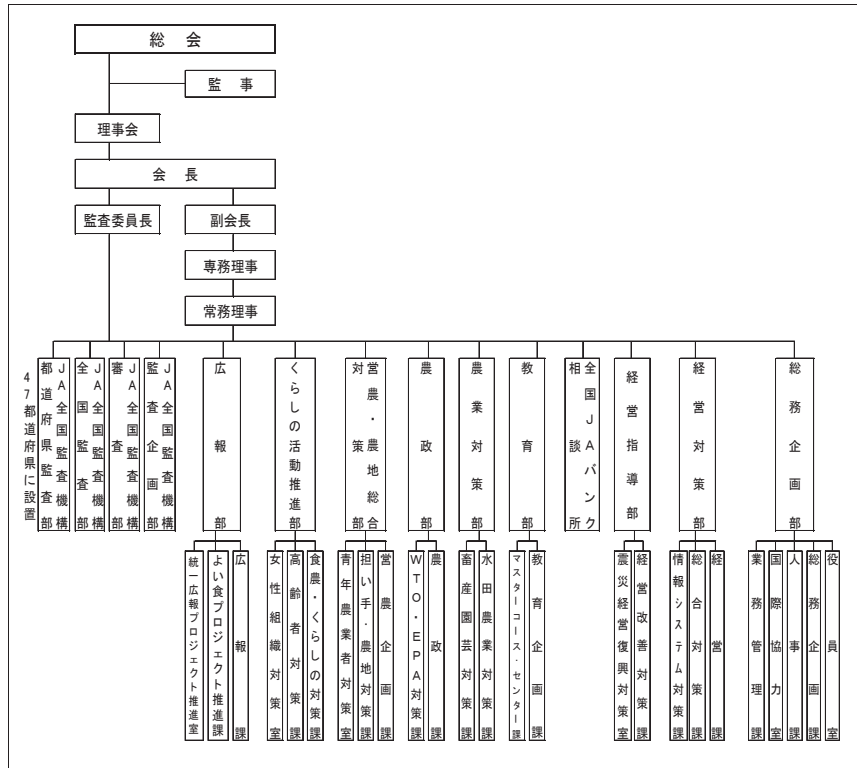 総会
監事
理事会
会長
監査委員長
副会長
専務理事
常務理事
総務企画部
経営対策部
経営指導部
全国JAバンク
相談所
教育部
農業対策部
農政部
営農・農地総合
対策部
くらしの活動推進部
広報部
JA全国監査機構
監査企画部
JA全国監査機構
審査部
JA全国監査機構
全国監査部
JA全国監査機構
都道府県監査部
47都道府県に設置
役員室
総務企画課
人事課
国際協力室
業務管理課
経営課
総合対策課
情報システム対策課
経営改善対策課
震災経営復興対策室
教育企画課
マスターコース・センター課
水田農業対策課
畜産園芸対策課
農政課
WTO・EPA対策課
営農企画課
担い手・農地対策課
青年農業者対策室
食農・くらしの対策課
高齢者対策課
女性組織対策室
広報課
よい食プロジェクト推進課
統一広報プロジェクト推進室